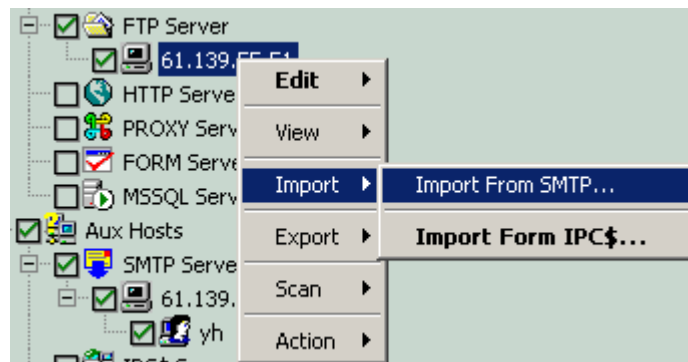 FTP Server
61.139.
Edit
HTTP Serve
PROXY Serv
View
FORM Serve
MSSQL Serv
Import
Import From SMTP...
Aux Hosts
Export
Import Form IPC$...
SMTP Serve
61.139.
Scan
yh
Action